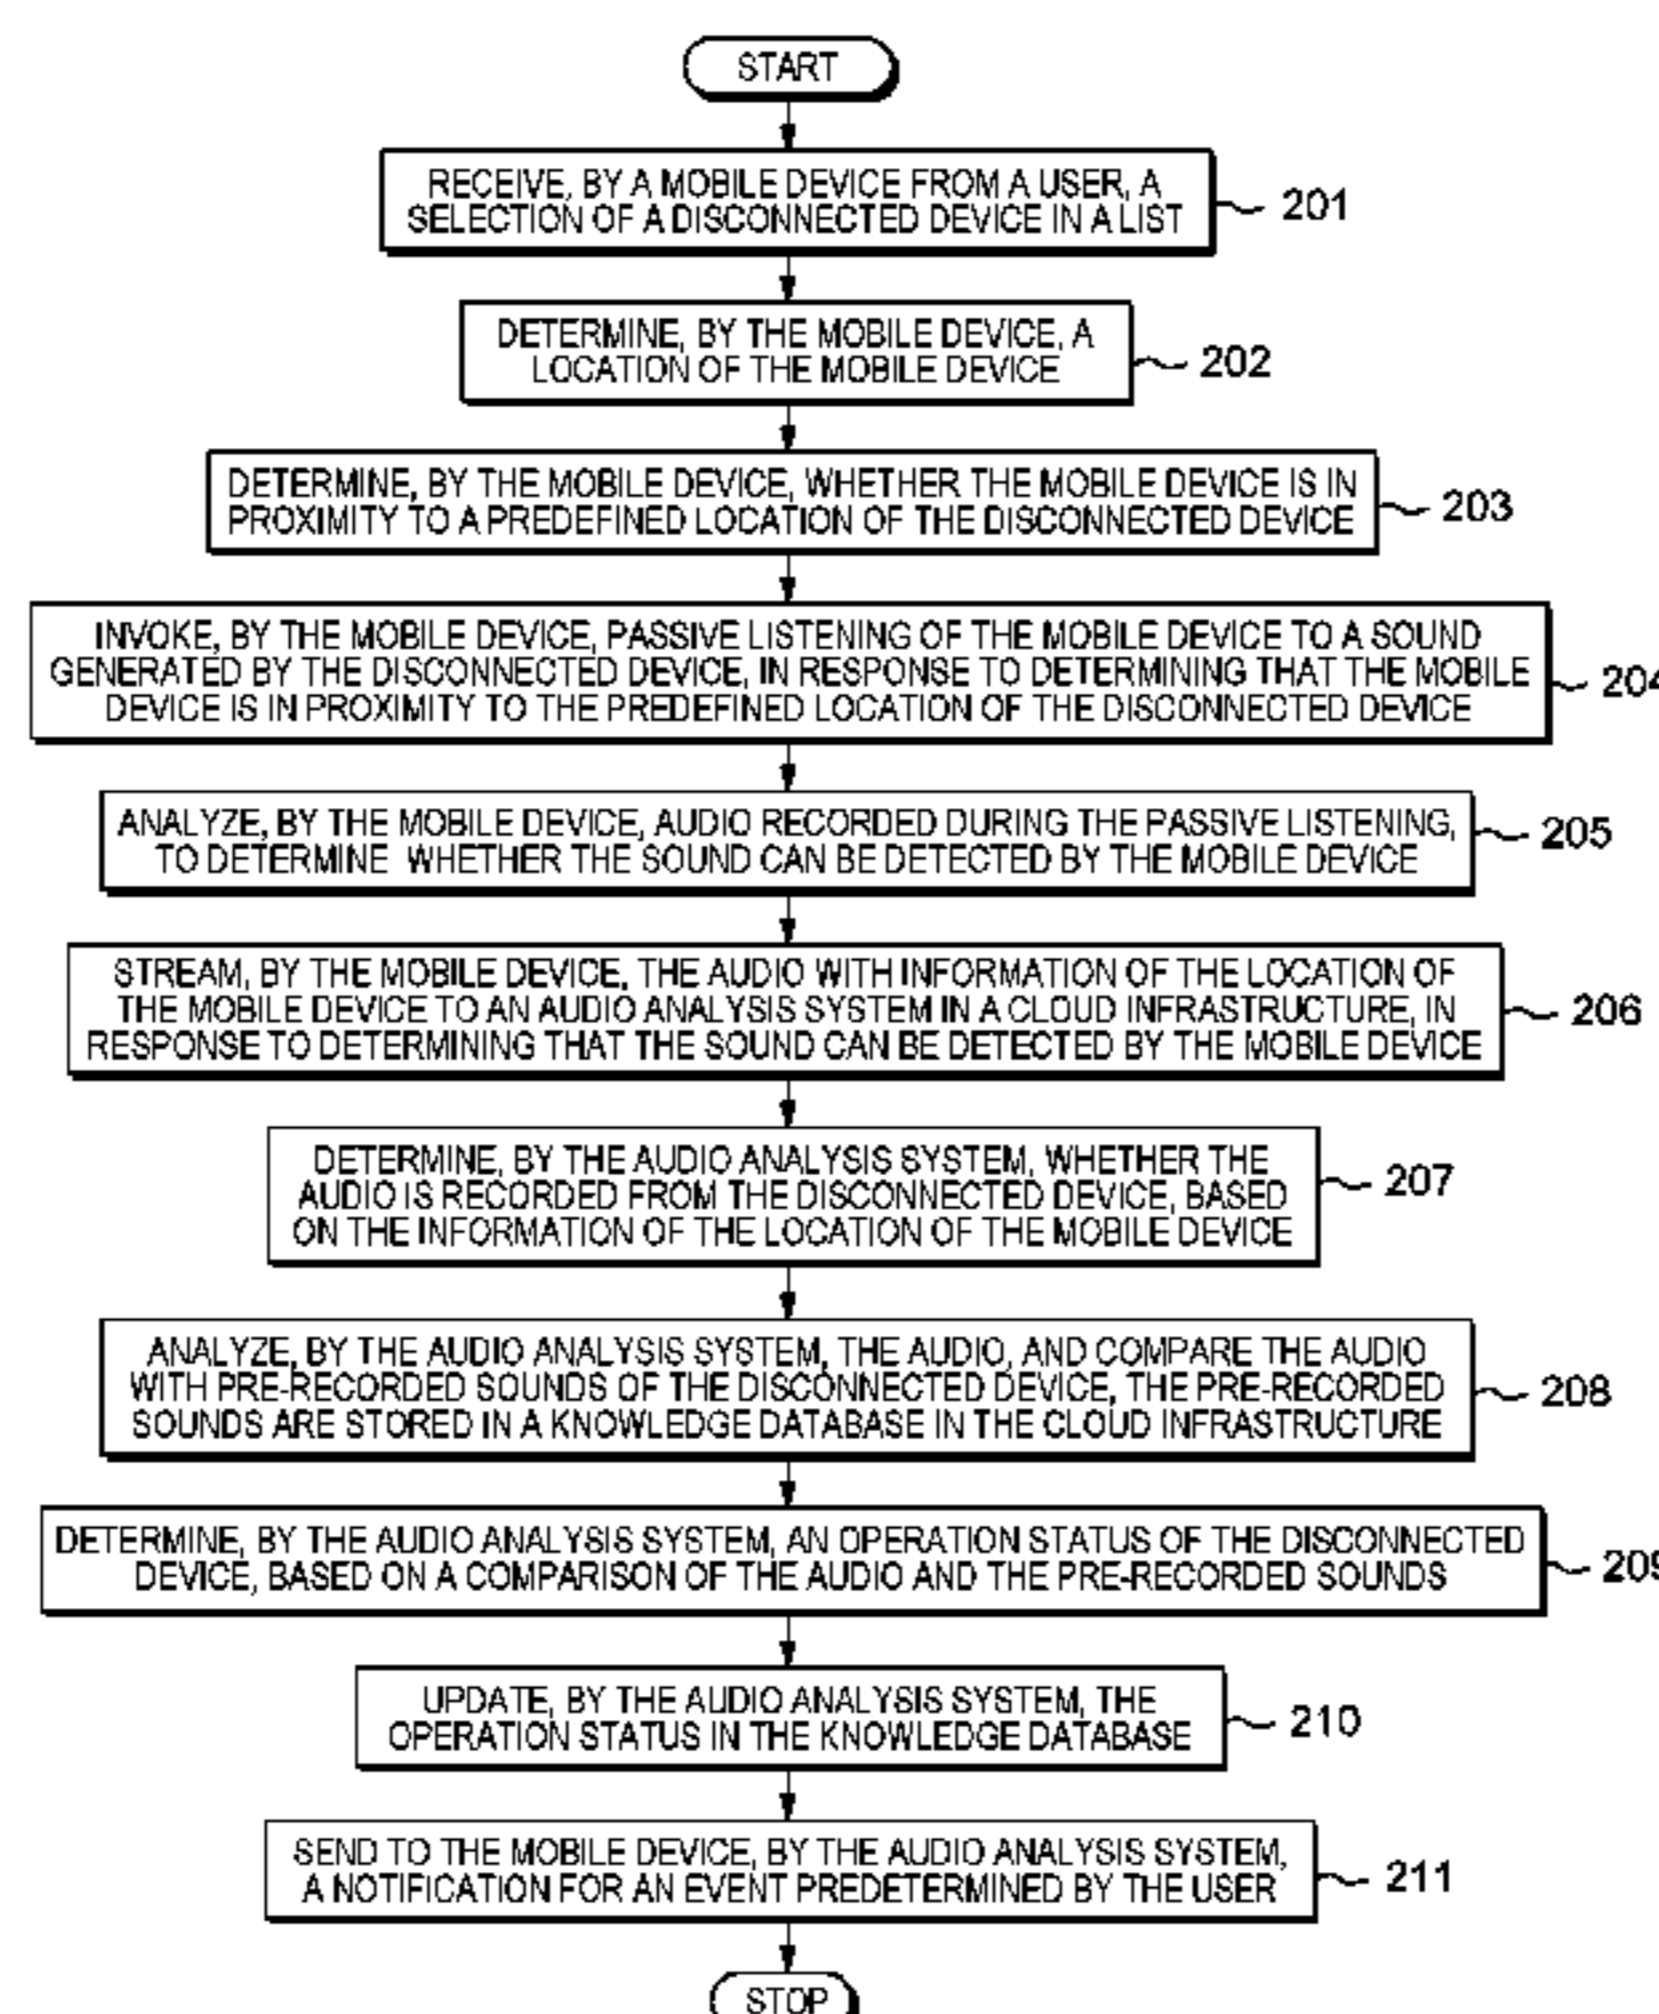 START
RECEIVE, BY A MOBILE DEVICE FROM A USER, A
SELECTION OF A DISCONNECTED DEVICE IN A LIST
201
DETERMINE, BY THE MOBILE DEVICE, A
LOCATION OF THE MOBILE DEVICE
202
DETERMINE, BY THE MOBILE DEVICE, WHETHER THE MOBILE DEVICE IS IN
PROXIMITY TO A PREDEFINED LOCATION OF THE DISCONNECTED DEVICE
203
INVOKE, BY THE MOBILE DEVICE, PASSIVE LISTENING OF THE MOBILE DEVICE TO A SOUND
GENERATED BY THE DISCONNECTED DEVICE, IN RESPONSE TO DETERMINING THAT THE MOBILE
DEVICE IS IN PROXIMITY TO THE PREDEFINED LOCATION OF THE DISCONNECTED DEVICE
204
ANALYZE, BY THE MOBILE DEVICE, AUDIO RECORDED DURING THE PASSIVE LISTENING,
TO DETERMINE WHETHER THE SOUND CAN BE DETECTED BY THE MOBILE DEVICE
205
STREAM, BY THE MOBILE DEVICE, THE AUDIO WITH INFORMATION OF THE LOCATION OF
THE MOBILE DEVICE TO AN AUDIO ANALYSIS SYSTEM IN A CLOUD INFRASTRUCTURE, IN
RESPONSE TO DETERMINING THAT THE SOUND CAN BE DETECTED BY THE MOBILE DEVICE
206
DETERMINE, BY THE AUDIO ANALYSIS SYSTEM, WHETHER THE
AUDIO IS RECORDED FROM THE DISCONNECTED DEVICE, BASED
ON THE INFORMATION OF THE LOCATION OF THE MOBILE DEVICE
207
ANALYZE, BY THE AUDIO ANALYSIS SYSTEM, THE AUDIO, AND COMPARE THE AUDIO
WITH PRE-RECORDED SOUNDS OF THE DISCONNECTED DEVICE, THE PRE-RECORDED
SOUNDS ARE STORED IN A KNOWLEDGE DATABASE IN THE CLOUD INFRASTRUCTURE
208
DETERMINE, BY THE AUDIO ANALYSIS SYSTEM, AN OPERATION STATUS OF THE DISCONNECTED
DEVICE, BASED ON A COMPARISON OF THE AUDIO AND THE PRE-RECORDED SOUNDS
209
UPDATE, BY THE AUDIO ANALYSIS SYSTEM, THE
OPERATION STATUS IN THE KNOWLEDGE DATABASE
210
SEND TO THE MOBILE DEVICE, BY THE AUDIO ANALYSIS SYSTEM,
A NOTIFICATION FOR AN EVENT PREDETERMINED BY THE USER
211
STOP